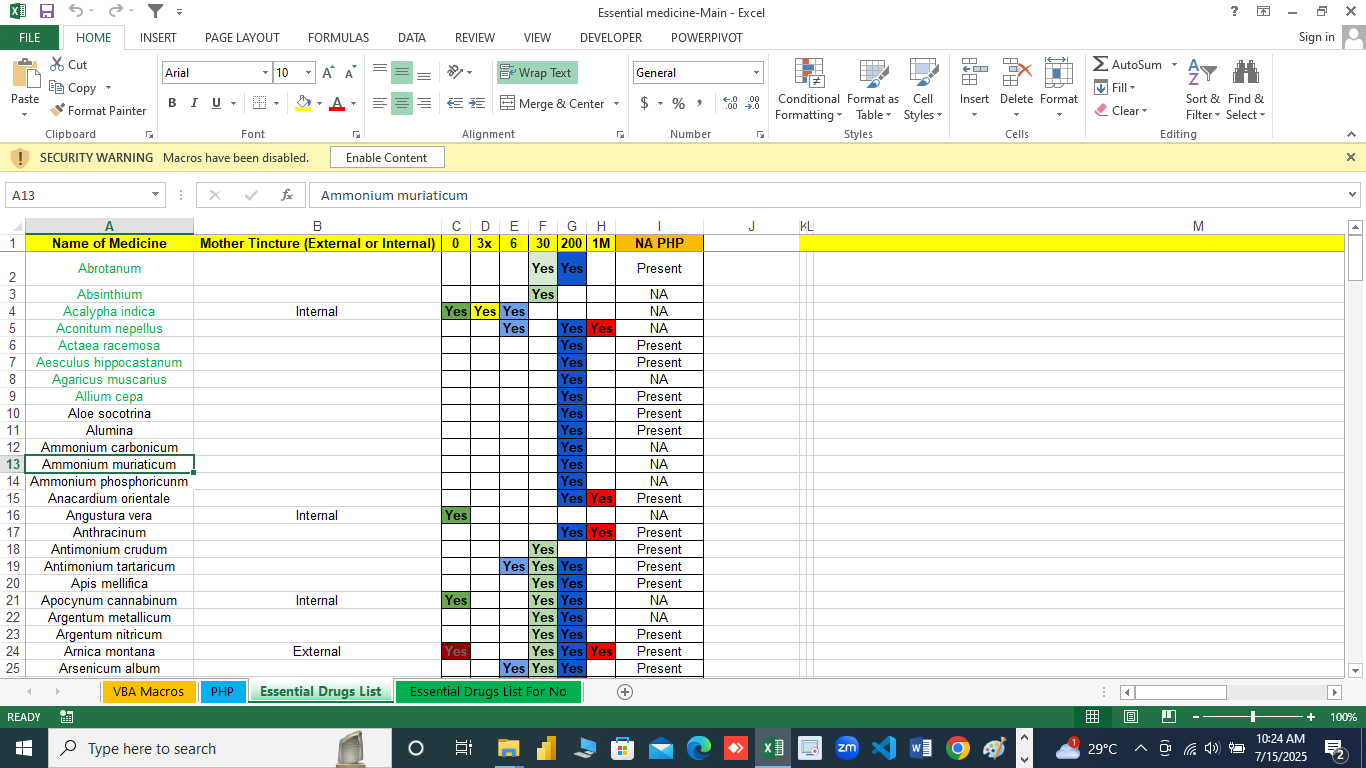 Essential medicine-Main - Excel
FILE HOME INSERT PAGE LAYOUT FORMULAS DATA REVIEW VIEW DEVELOPER POWERPIVOT Sign in
Paste Cut Copy Format Painter Clipboard
Arial 10 B I U Font
Wrap Text Merge & Center Alignment
General $ % Number
Conditional Formatting Format as Table Cell Styles Styles
Insert Delete Format Cells
AutoSum Fill Clear Sort & Filter Find & Select Editing
SECURITY WARNING Macros have been disabled. Enable Content
A13 fx Ammonium muriaticum
A B C D E F G H I J K L M
1 Name of Medicine Mother Tincture (External or Internal) 0 3x 6 30 200 1M NA PHP
2 Abrotanum Yes Yes Present
3 Absinthium Yes NA
4 Acalypha indica Internal Yes Yes Yes NA
5 Aconitum nepellus Yes Yes Yes NA
6 Actaea racemosa Yes Present
7 Aesculus hippocastanum Yes Present
8 Agaricus muscarius Yes NA
9 Allium cepa Yes Present
10 Aloe socotrina Yes Present
11 Alumina Yes Present
12 Ammonium carbonicum Yes NA
13 Ammonium muriaticum Yes NA
14 Ammonium phosphoricunm Yes NA
15 Anacardium orientale Yes Yes Present
16 Angustura vera Internal Yes NA
17 Anthracinum Yes Yes Present
18 Antimonium crudum Yes Present
19 Antimonium tartaricum Yes Yes Yes Present
20 Apis mellifica Yes Yes Present
21 Apocynum cannabinum Internal Yes Yes Yes NA
22 Argentum metallicum Yes Yes NA
23 Argentum nitricum Yes Yes Present
24 Arnica montana External Yes Yes Yes Yes Present
25 Arsenicum album Yes Yes Yes Present
VBA Macros PHP Essential Drugs List Essential Drugs List For No
READY 100%
Type here to search zm 1 29°C 10:24 AM
7/15/2025 2